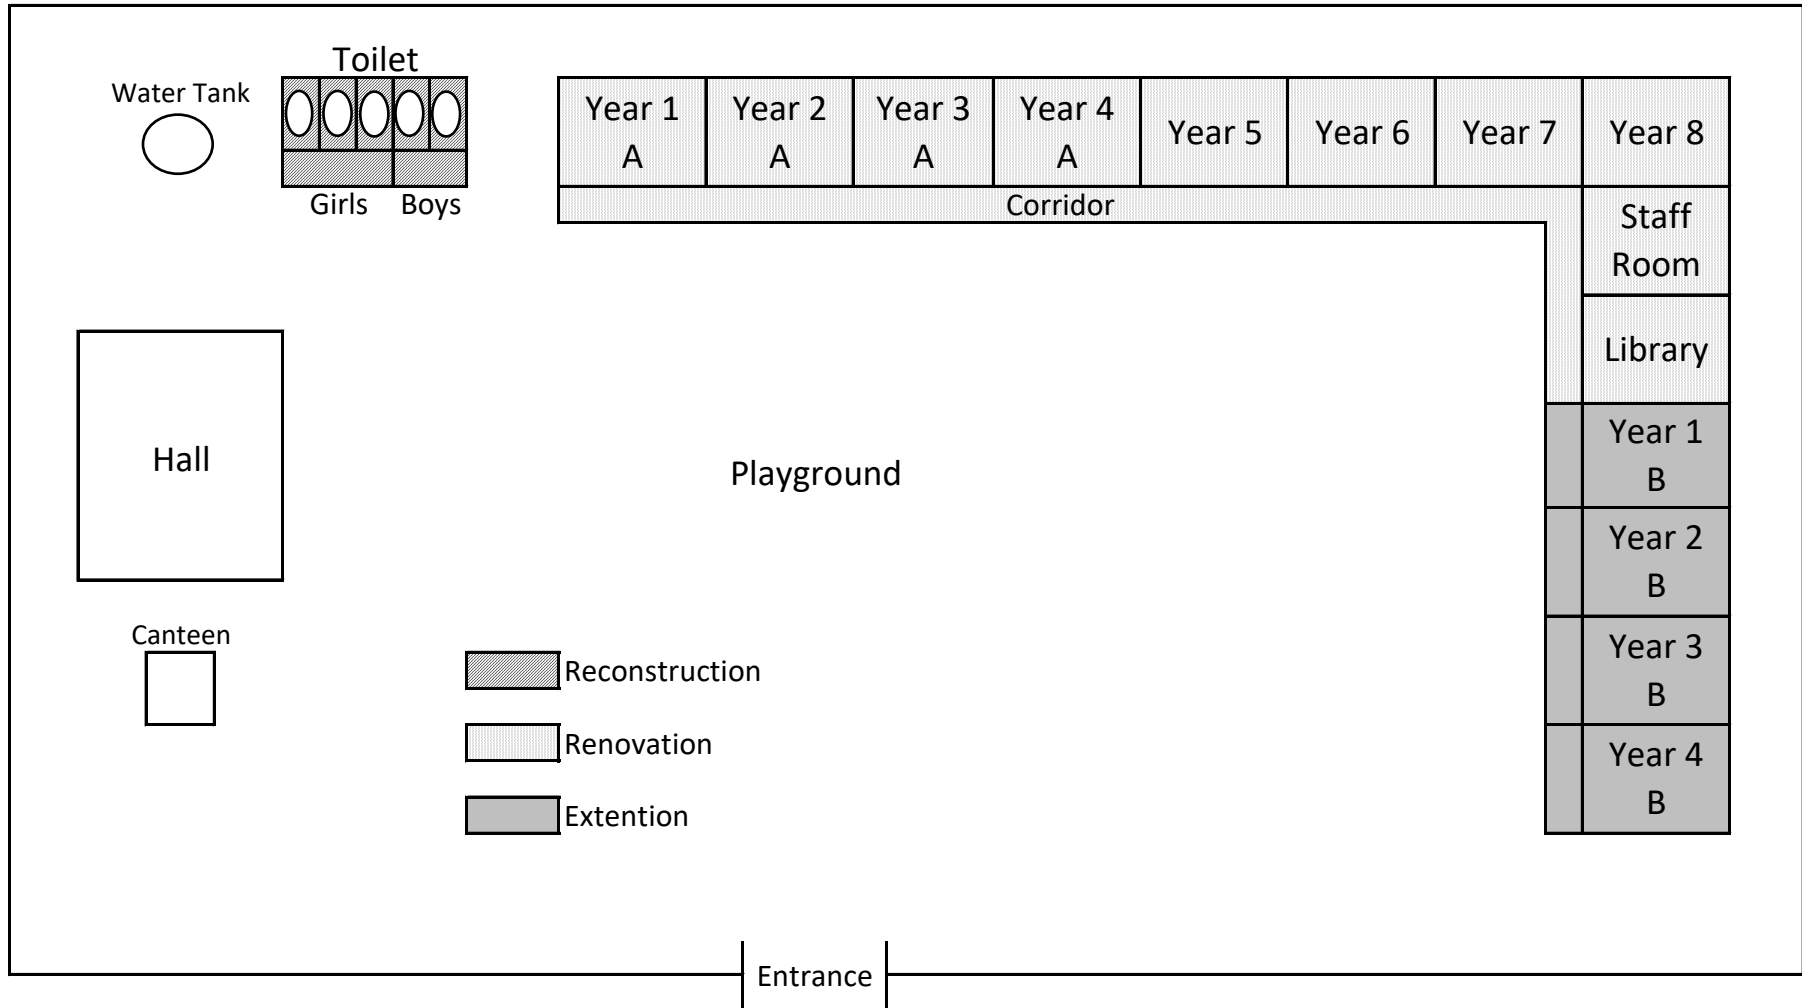 Toilet
Water Tank
Girls
Boys
Year 1
A
Year 2
A
Year 3
A
Year 4
A
Year 5
Year 6
Year 7
Year 8
Corridor
Staff
Room
Library
Hall
Playground
Year 1
B
Year 2
B
Year 3
B
Year 4
B
Canteen
Reconstruction
Renovation
Extention
Entrance